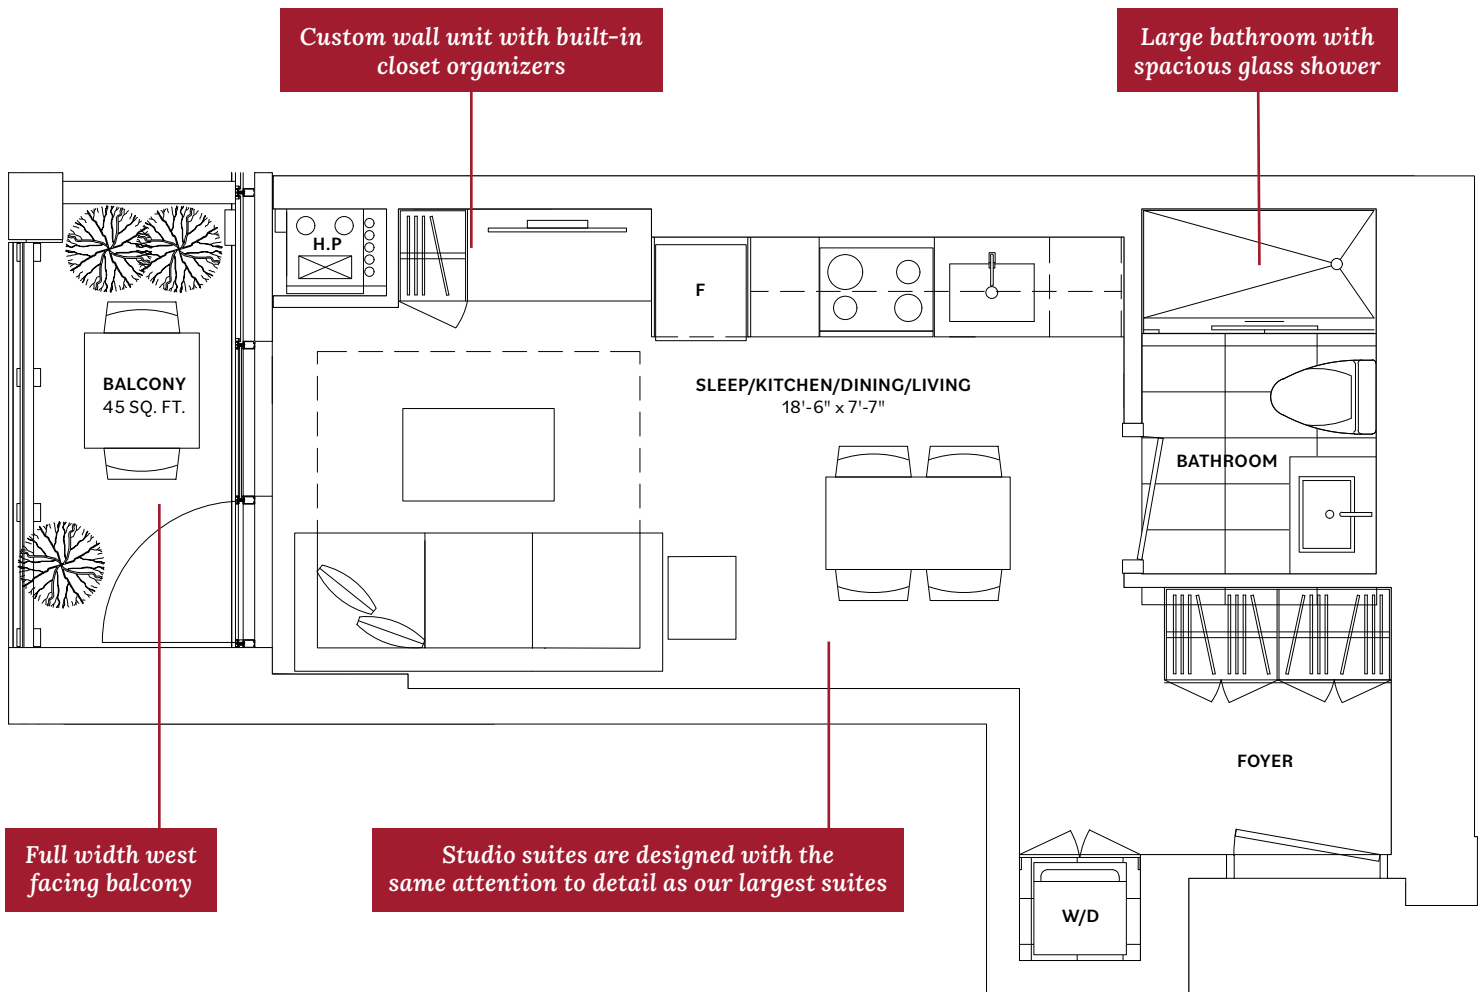 Custom wall unit with built-in
closet organizers
Large bathroom with
spacious glass shower
H.P
F
BALCONY
45 SQ. FT.
SLEEP/KITCHEN/DINING/LIVING
18'-6" x 7'-7"
BATHROOM
FOYER
Full width west
facing balcony
Studio suites are designed with the
same attention to detail as our largest suites
W/D